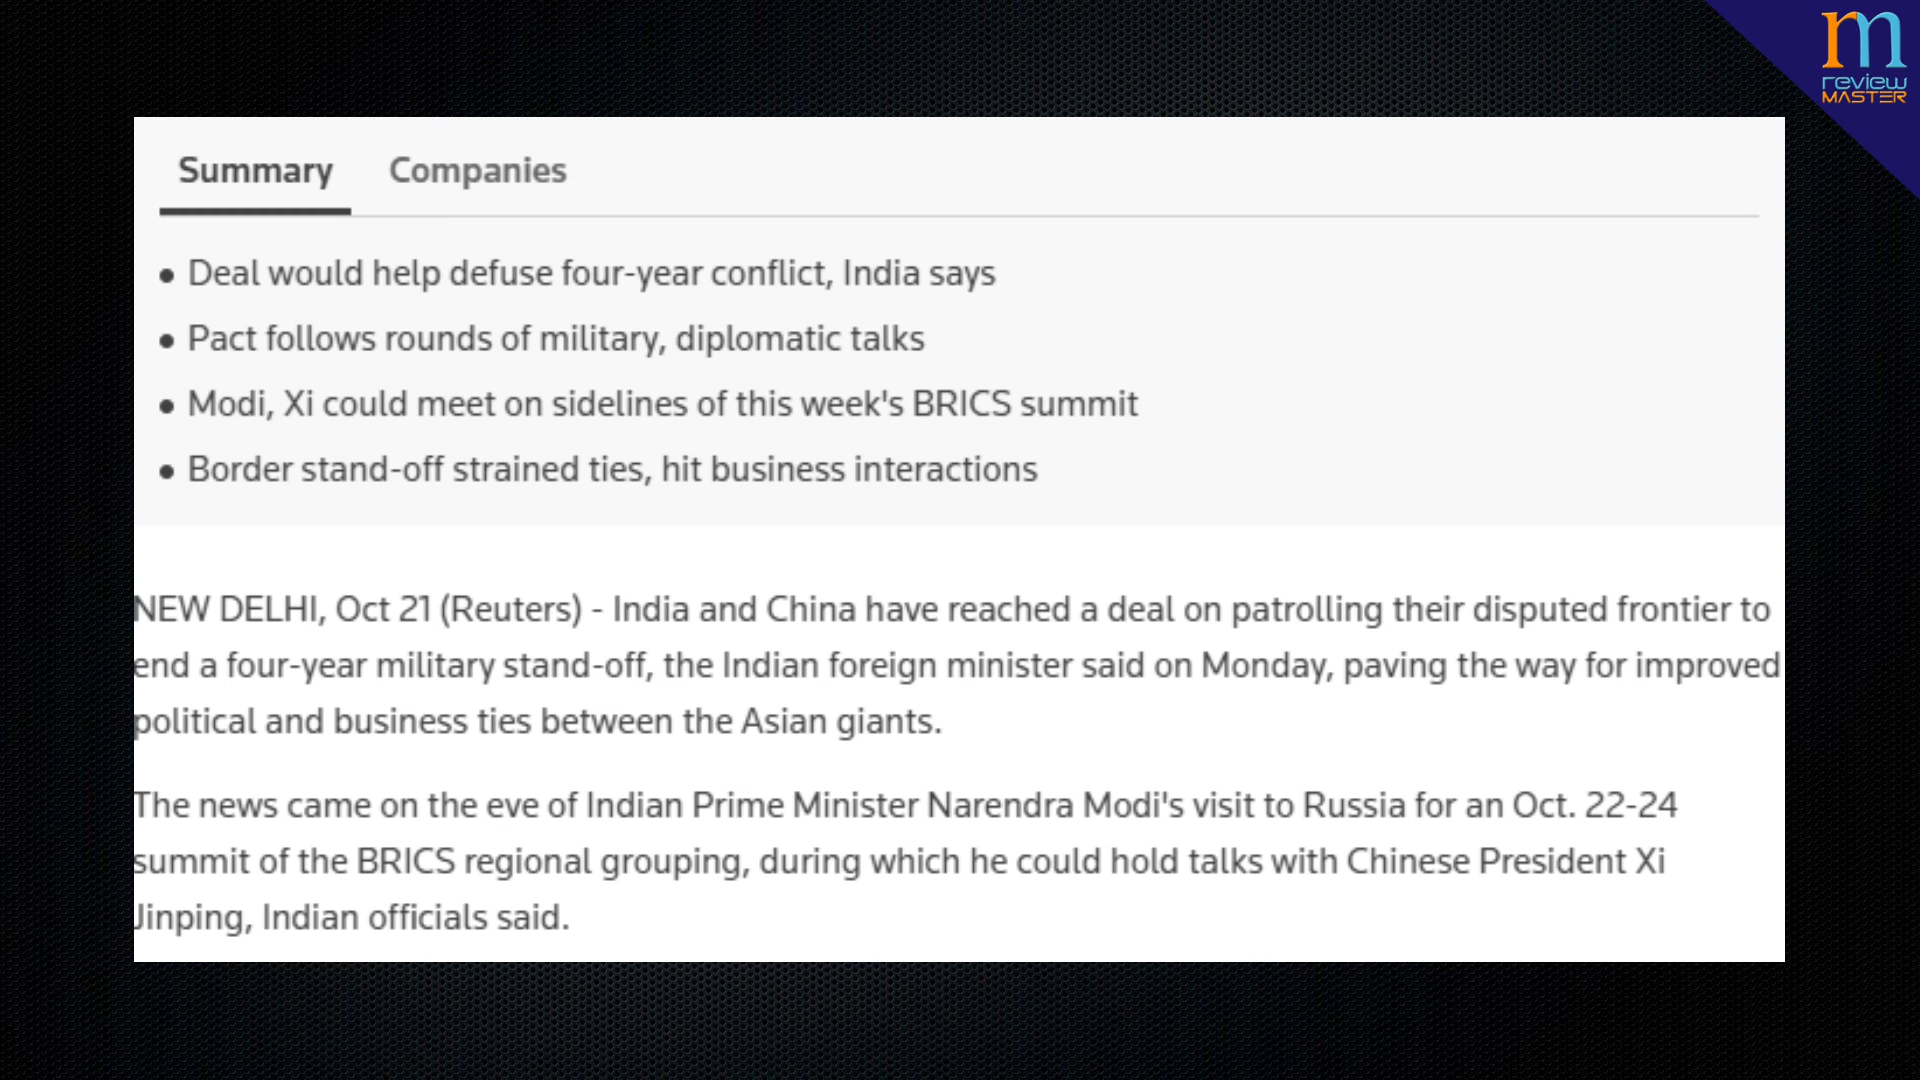 rm
review
MASTER
Summary Companies
• Deal would help defuse four-year conflict, India says
• Pact follows rounds of military, diplomatic talks
• Modi, Xi could meet on sidelines of this week's BRICS summit
• Border stand-off strained ties, hit business interactions
NEW DELHI, Oct 21 (Reuters) - India and China have reached a deal on patrolling their disputed frontier to
end a four-year military stand-off, the Indian foreign minister said on Monday, paving the way for improved
political and business ties between the Asian giants.
The news came on the eve of Indian Prime Minister Narendra Modi's visit to Russia for an Oct. 22-24
summit of the BRICS regional grouping, during which he could hold talks with Chinese President Xi
Jinping, Indian officials said.